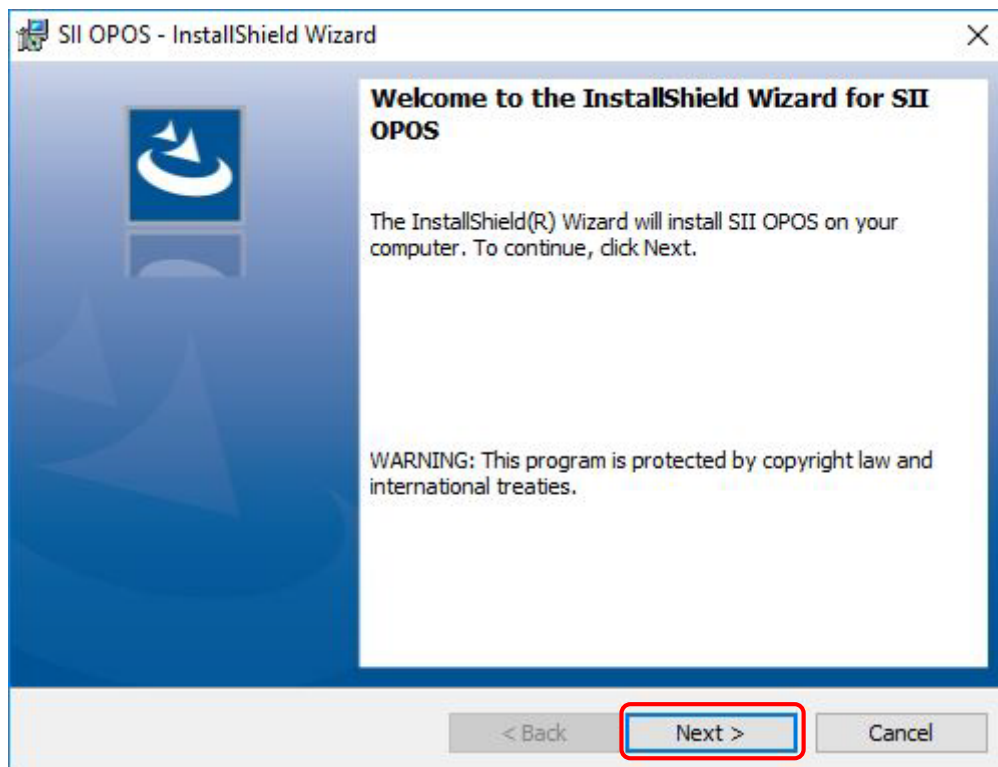 SII OPOS - InstallShield Wizard
Welcome to the InstallShield Wizard for SII
OPOS
The InstallShield(R) Wizard will install SII OPOS on your
computer. To continue, click Next.
WARNING: This program is protected by copyright law and
international treaties.
< Back
Next >
Cancel